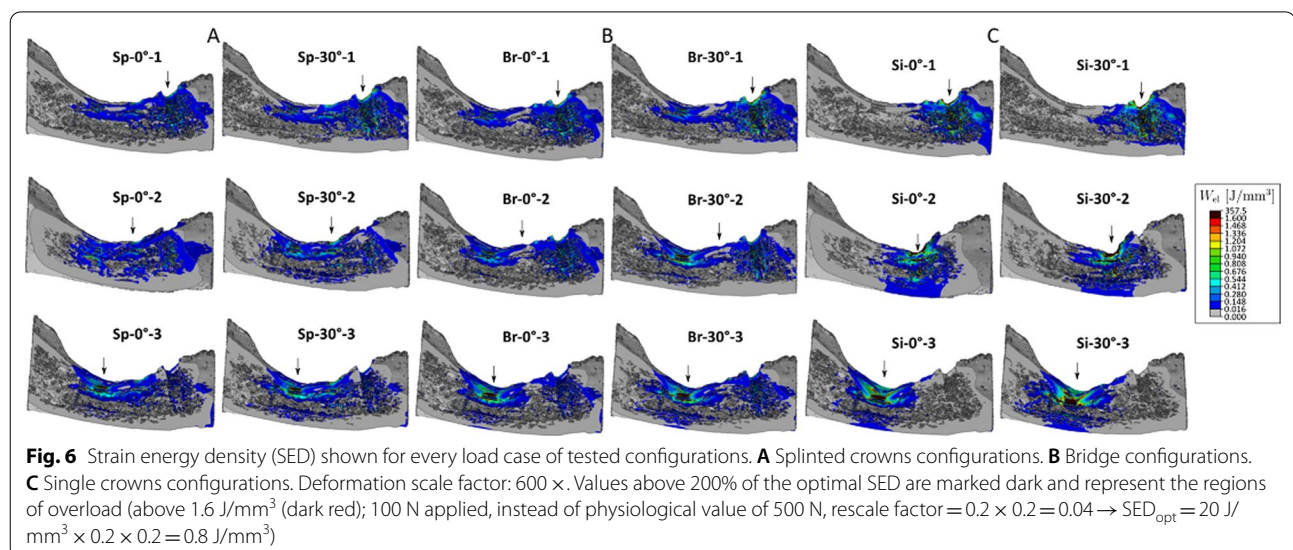 A B C
Sp-0°-1 Sp-30°-1 Br-0°-1 Br-30°-1 Si-0°-1 Si-30°-1
Sp-0°-2 Sp-30°-2 Br-0°-2 Br-30°-2 Si-0°-2 Si-30°-2
Sp-0°-3 Sp-30°-3 Br-0°-3 Br-30°-3 Si-0°-3 Si-30°-3
W_el [J/mm³]
357.5
1.600
1.468
1.336
1.204
1.072
0.940
0.808
0.676
0.544
0.412
0.280
0.148
0.016
0.000
Fig. 6 Strain energy density (SED) shown for every load case of tested configurations. A Splinted crowns configurations. B Bridge configurations.
C Single crowns configurations. Deformation scale factor: 600 ×. Values above 200% of the optimal SED are marked dark and represent the regions
of overload (above 1.6 J/mm³ (dark red); 100 N applied, instead of physiological value of 500 N, rescale factor = 0.2 × 0.2 = 0.04 → SED_opt = 20 J/
mm³ × 0.2 × 0.2 = 0.8 J/mm³)